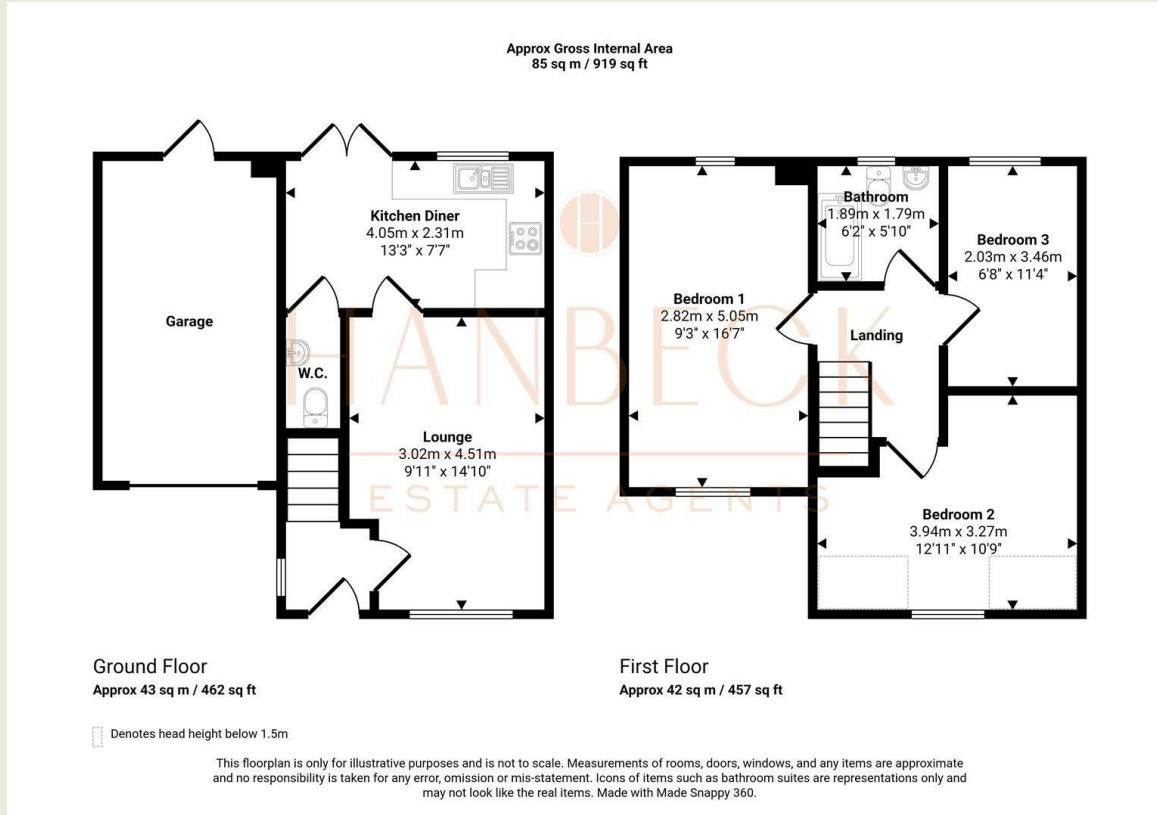 Approx Gross Internal Area
85 sq m / 919 sq ft
Kitchen Diner
4.05m x 2.31m
13'3" x 7'7"
Garage
W.C.
Lounge
3.02m x 4.51m
9'11" x 14'10"
Bathroom
1.89m x 1.79m
6'2" x 5'10"
Bedroom 3
2.03m x 3.46m
6'8" x 11'4"
Bedroom 1
2.82m x 5.05m
9'3" x 16'7"
Landing
Bedroom 2
3.94m x 3.27m
12'11" x 10'9"
HANBECK
ESTATE AGENTS
Ground Floor
Approx 43 sq m / 462 sq ft
First Floor
Approx 42 sq m / 457 sq ft
Denotes head height below 1.5m
This floorplan is only for illustrative purposes and is not to scale. Measurements of rooms, doors, windows, and any items are approximate
and no responsibility is taken for any error, omission or mis-statement. Icons of items such as bathroom suites are representations only and
may not look like the real items. Made with Made Snappy 360.